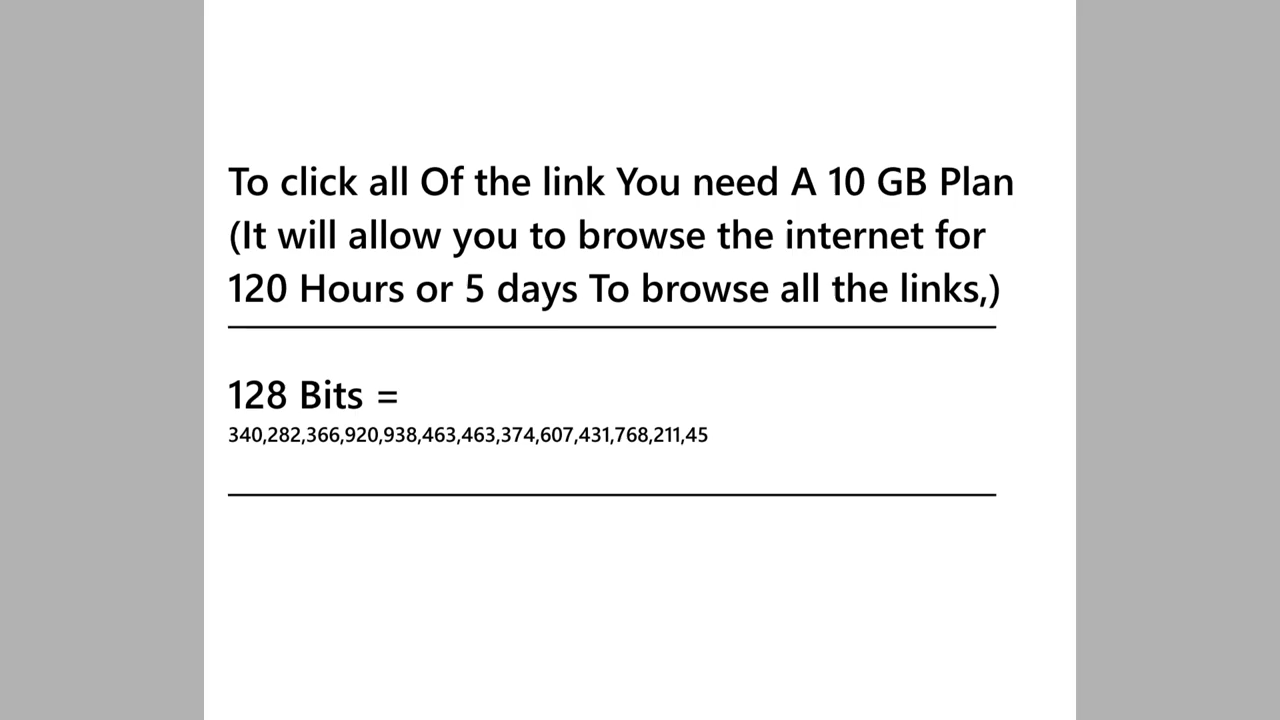 To click all Of the link You need A 10 GB Plan
(It will allow you to browse the internet for
120 Hours or 5 days To browse all the links,)
128 Bits =
340,282,366,920,938,463,463,374,607,431,768,211,45